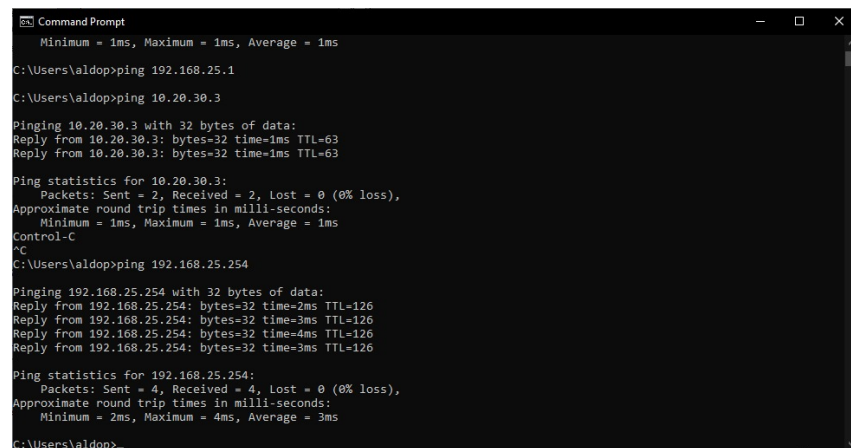 Command Prompt
Minimum = 1ms, Maximum = 1ms, Average = 1ms
C:\Users\aldop>ping 192.168.25.1
C:\Users\aldop>ping 10.20.30.3
Pinging 10.20.30.3 with 32 bytes of data:
Reply from 10.20.30.3: bytes=32 time=1ms TTL=63
Reply from 10.20.30.3: bytes=32 time=1ms TTL=63
Ping statistics for 10.20.30.3:
Packets: Sent = 2, Received = 2, Lost = 0 (0% loss),
Approximate round trip times in milli-seconds:
Minimum = 1ms, Maximum = 1ms, Average = 1ms
Control-C
^C
C:\Users\aldop>ping 192.168.25.254
Pinging 192.168.25.254 with 32 bytes of data:
Reply from 192.168.25.254: bytes=32 time=2ms TTL=126
Reply from 192.168.25.254: bytes=32 time=3ms TTL=126
Reply from 192.168.25.254: bytes=32 time=4ms TTL=126
Reply from 192.168.25.254: bytes=32 time=3ms TTL=126
Ping statistics for 192.168.25.254:
Packets: Sent = 4, Received = 4, Lost = 0 (0% loss),
Approximate round trip times in milli-seconds:
Minimum = 2ms, Maximum = 4ms, Average = 3ms
C:\Users\aldop>_